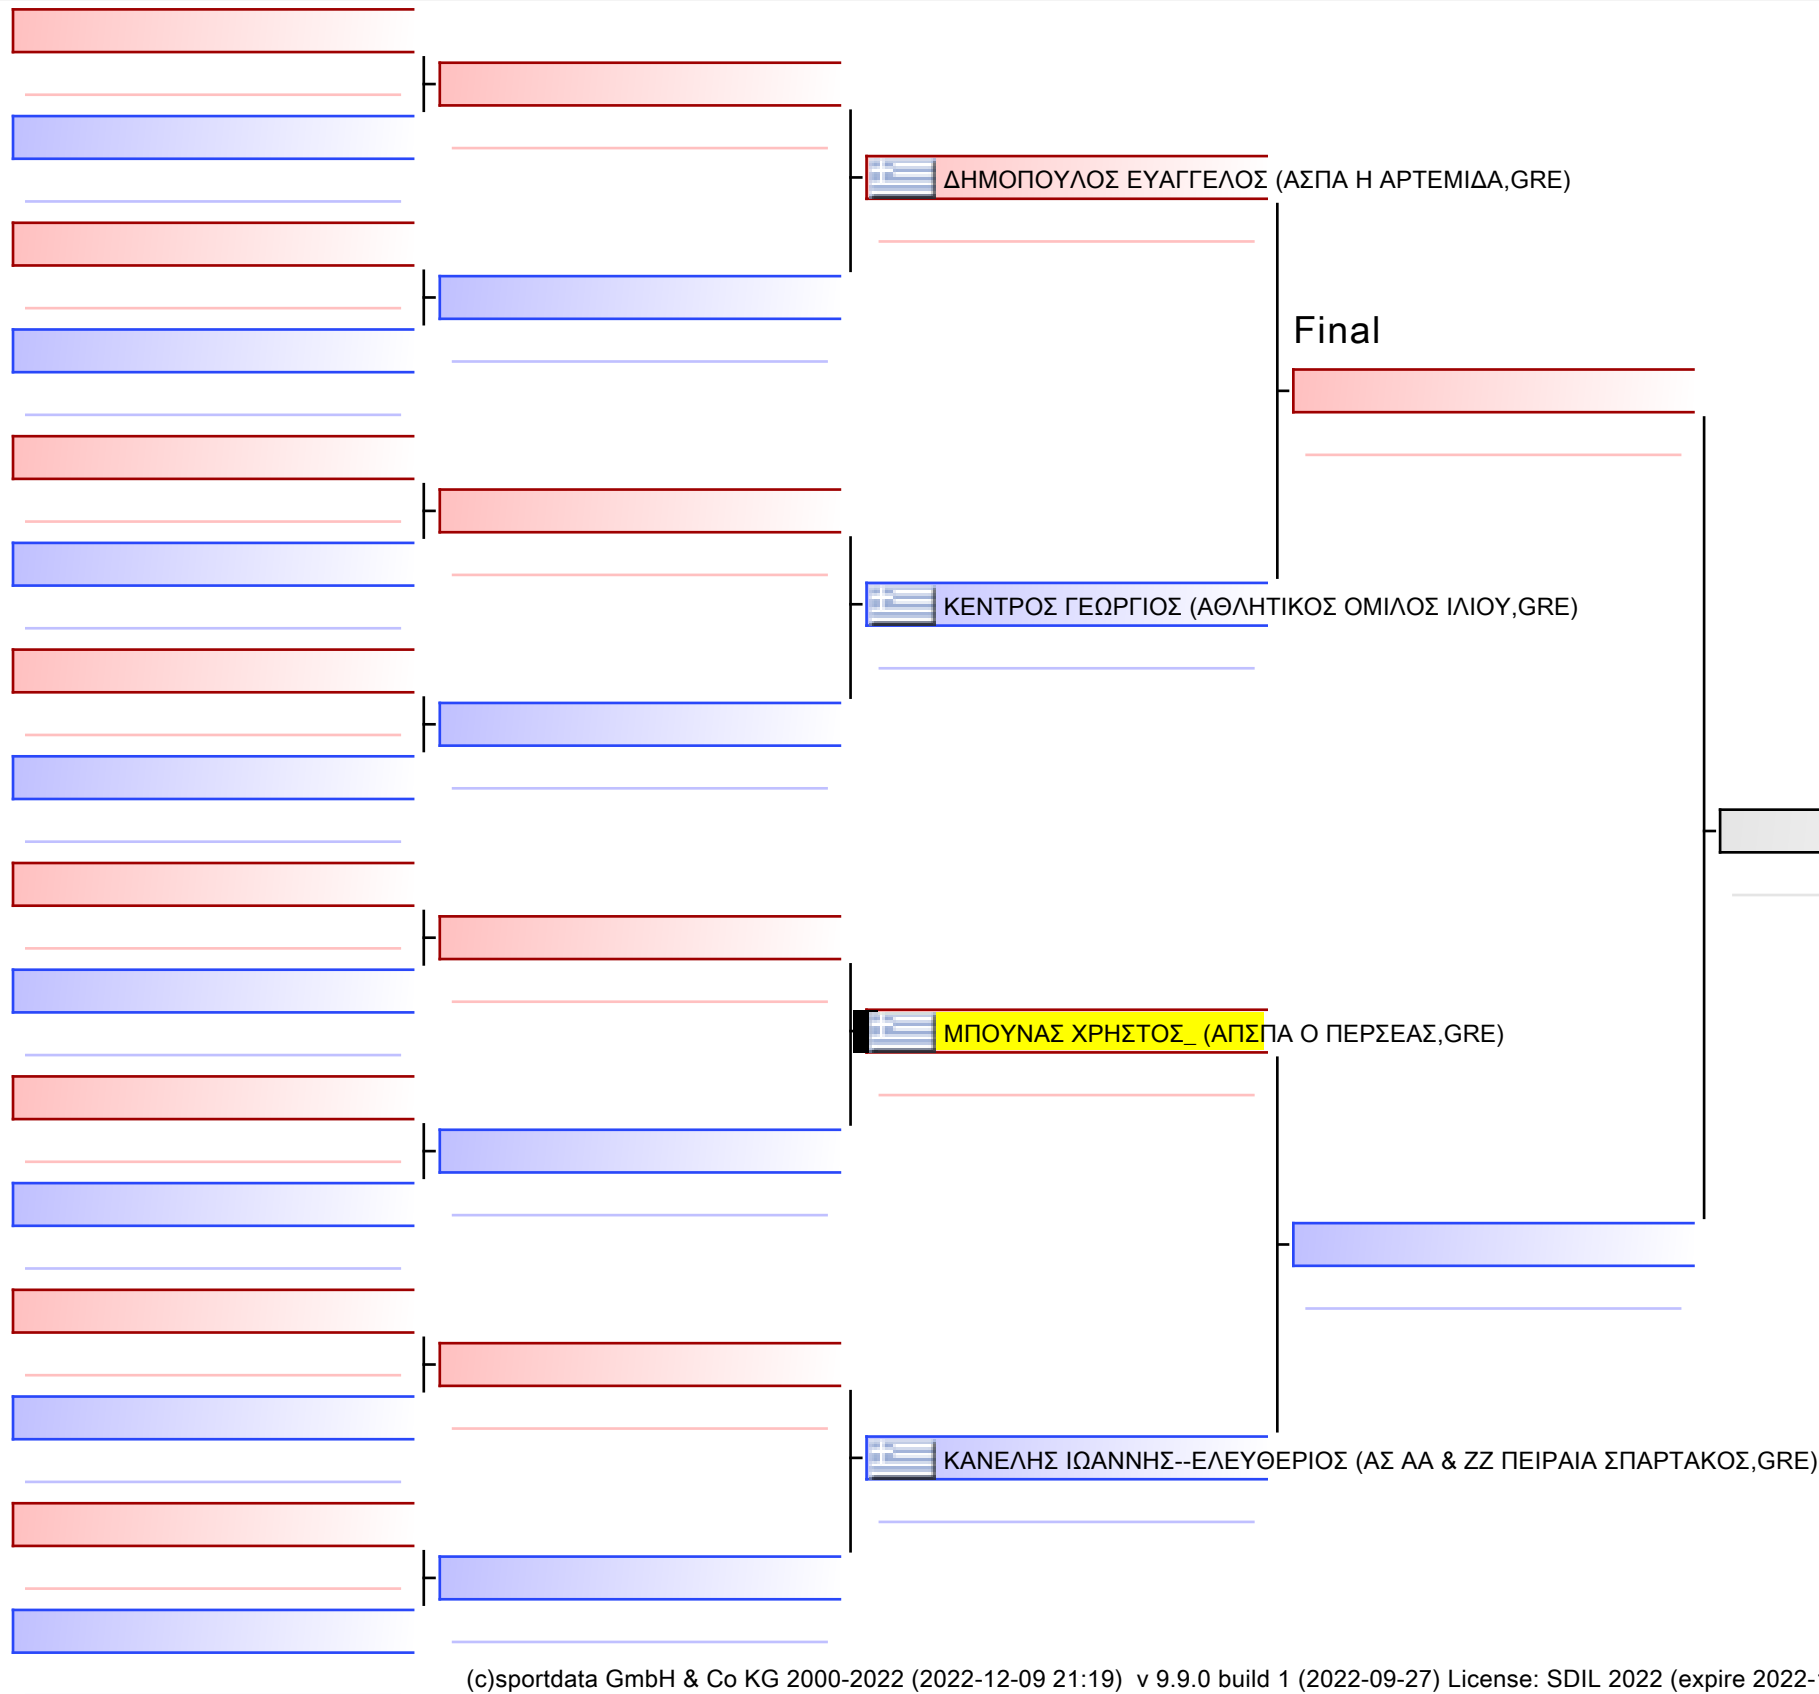 ΔΗΜΟΠΟΥΛΟΣ ΕΥΑΓΓΕΛΟΣ (ΑΣΠΑ Η ΑΡΤΕΜΙΔΑ,GRE)
Final
ΚΕΝΤΡΟΣ ΓΕΩΡΓΙΟΣ (ΑΘΛΗΤΙΚΟΣ ΟΜΙΛΟΣ ΙΛΙΟΥ,GRE)
ΜΠΟΥΝΑΣ ΧΡΗΣΤΟΣ_ (ΑΠΣΠΑ Ο ΠΕΡΣΕΑΣ,GRE)
ΚΑΝΕΛΗΣ ΙΩΑΝΝΗΣ--ΕΛΕΥΘΕΡΙΟΣ (ΑΣ ΑΑ & ΖΖ ΠΕΙΡΑΙΑ ΣΠΑΡΤΑΚΟΣ,GRE)
(c)sportdata GmbH & Co KG 2000-2022 (2022-12-09 21:19) v 9.9.0 build 1 (2022-09-27) License: SDIL 2022 (expire 2022-